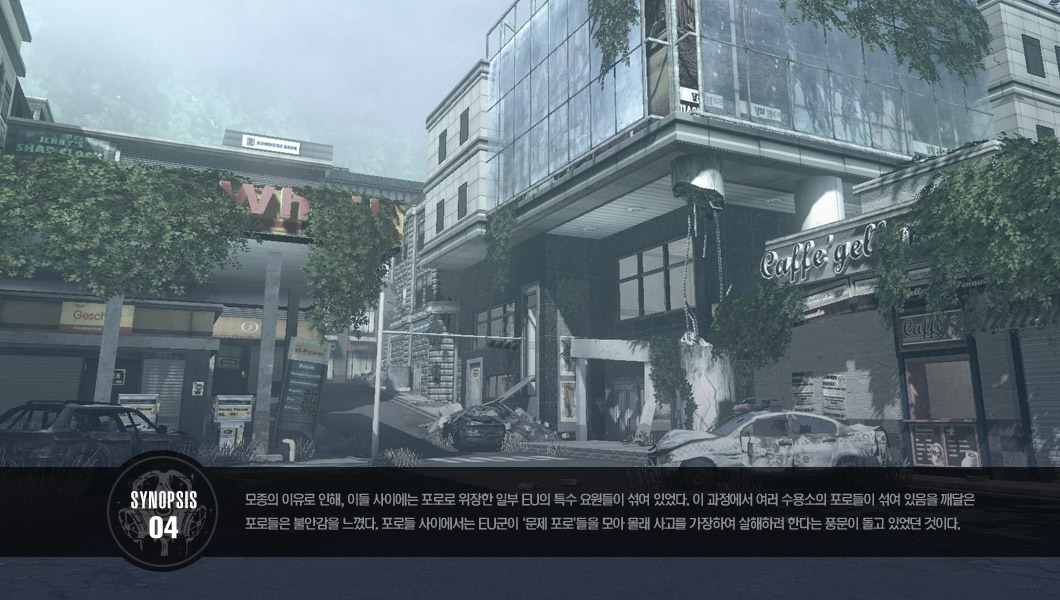 JERRY'S
KOMMERZ BANK
Wh
Caffe'gel
Gesch
Caffe
SYNOPSIS
04
모종의 이유로 인해, 이들 사이에는 포로로 위장한 일부 EU의 특수 요원들이 섞여 있었다. 이 과정에서 여러 수용소의 포로들이 섞여 있음을 깨달은
포로들은 불안감을 느꼈다. 포로들 사이에서는 EU군이 '문제 포로'들을 모아 몰래 사고를 가장하여 살해하려 한다는 풍문이 돌고 있었던 것이다.